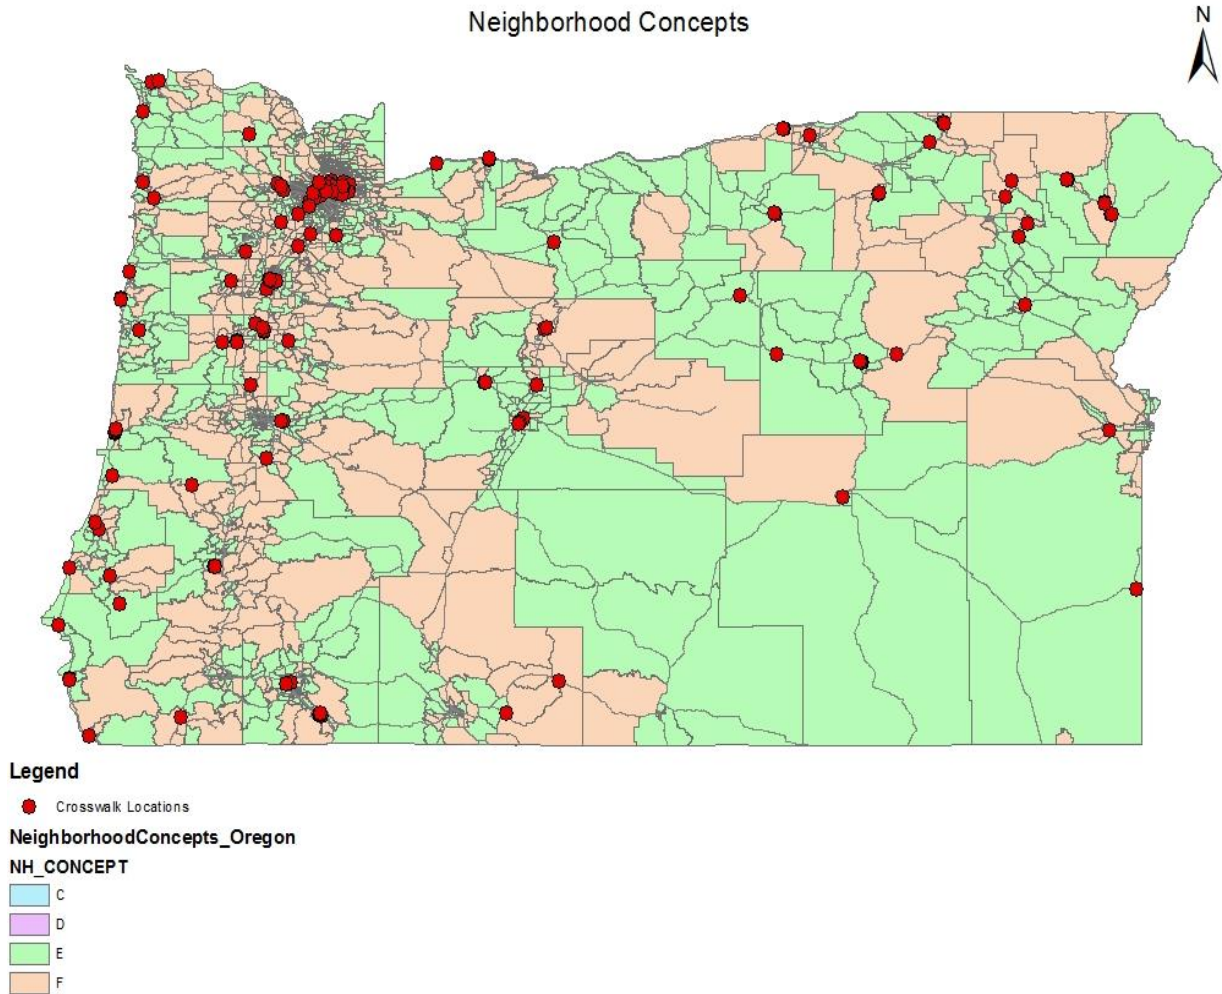 Neighborhood Concepts
N
Legend
Crosswalk Locations
NeighborhoodConcepts_Oregon
NH_CONCEPT
C
D
E
F